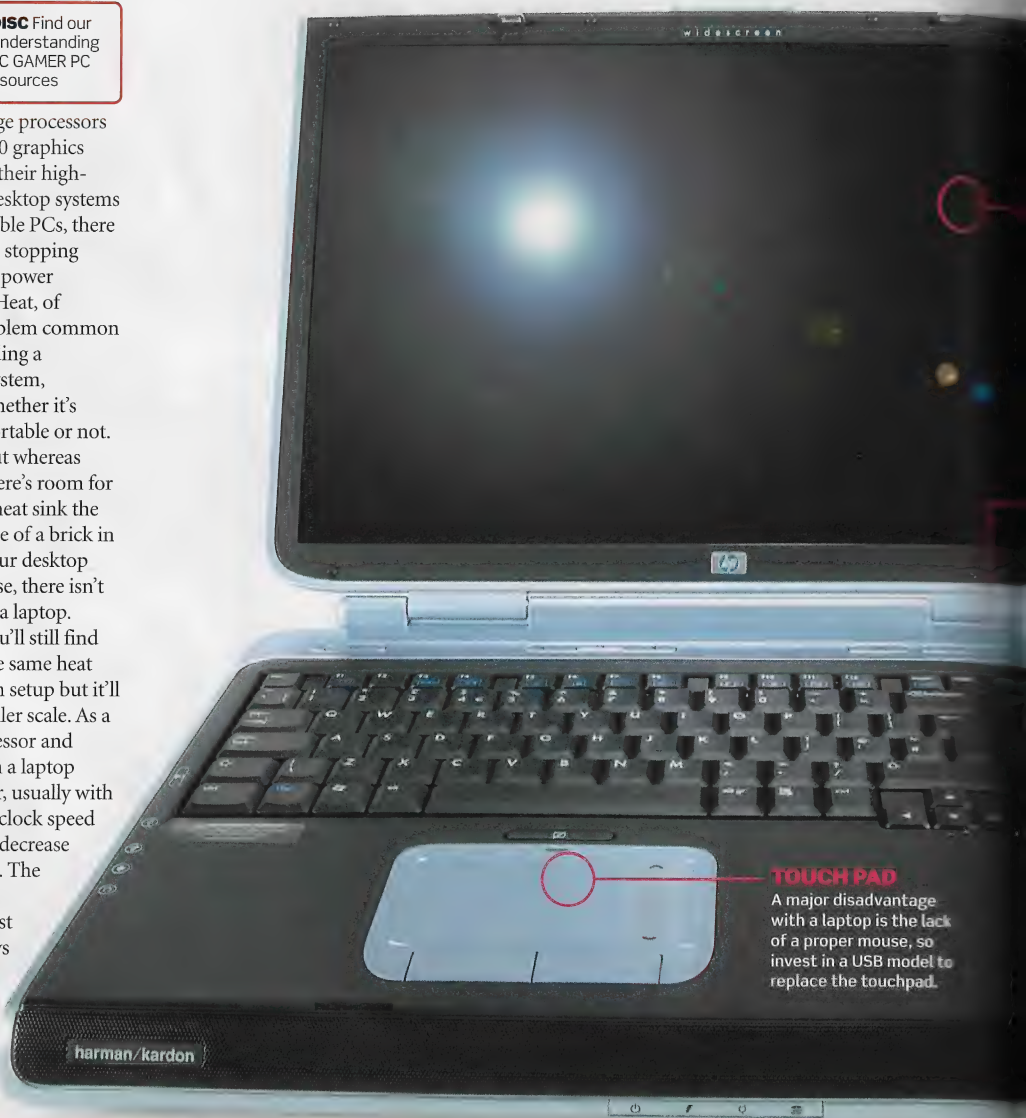 DISC Find our
nderstanding
C GAMER PC
sources
ge processors
0 graphics
their high-
esktop systems
ble PCs, there
stopping
power
Heat, of
blem common
ing a
stem,
hether it's
rtable or not.
ut whereas
ere's room for
heat sink the
e of a brick in
ur desktop
se, there isn't
a laptop.
u'll still find
e same heat
n setup but it'll
ller scale. As a
essor and
n a laptop
r, usually with
clock speed
decrease
. The
st
vs
widescreen
hp
Q W E R T Y U I O P
A S D F G H J K L
Z X C V B N M
TOUCH PAD
A major disadvantage
with a laptop is the lack
of a proper mouse, so
invest in a USB model to
replace the touchpad.
harman/kardon